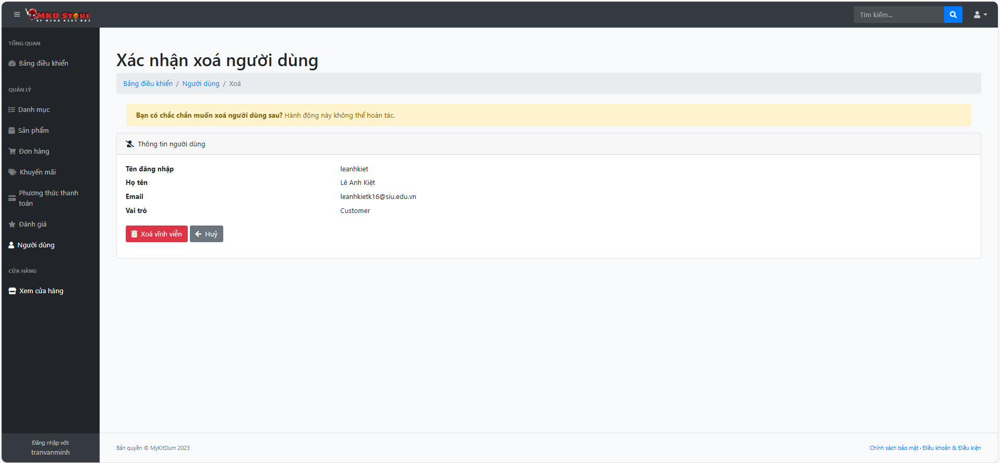 MKD STORE
BY MINH KIET DUC
Tìm kiếm...
TỔNG QUAN
Bảng điều khiển
QUẢN LÝ
Danh mục
Sản phẩm
Đơn hàng
Khuyến mãi
Phương thức thanh
toán
Đánh giá
Người dùng
CỬA HÀNG
Xem cửa hàng
Đăng nhập với:
tranvanminh
Xác nhận xoá người dùng
Bảng điều khiển / Người dùng / Xoá
Bạn có chắc chắn muốn xoá người dùng sau? Hành động này không thể hoàn tác.
Thông tin người dùng
Tên đăng nhập leanhkiet
Họ tên Lê Anh Kiệt
Email leanhkietk16@siu.edu.vn
Vai trò Customer
Xoá vĩnh viễn Huỷ
Bản quyền © MyKitDum 2023
Chính sách bảo mật · Điều khoản & Điều kiện